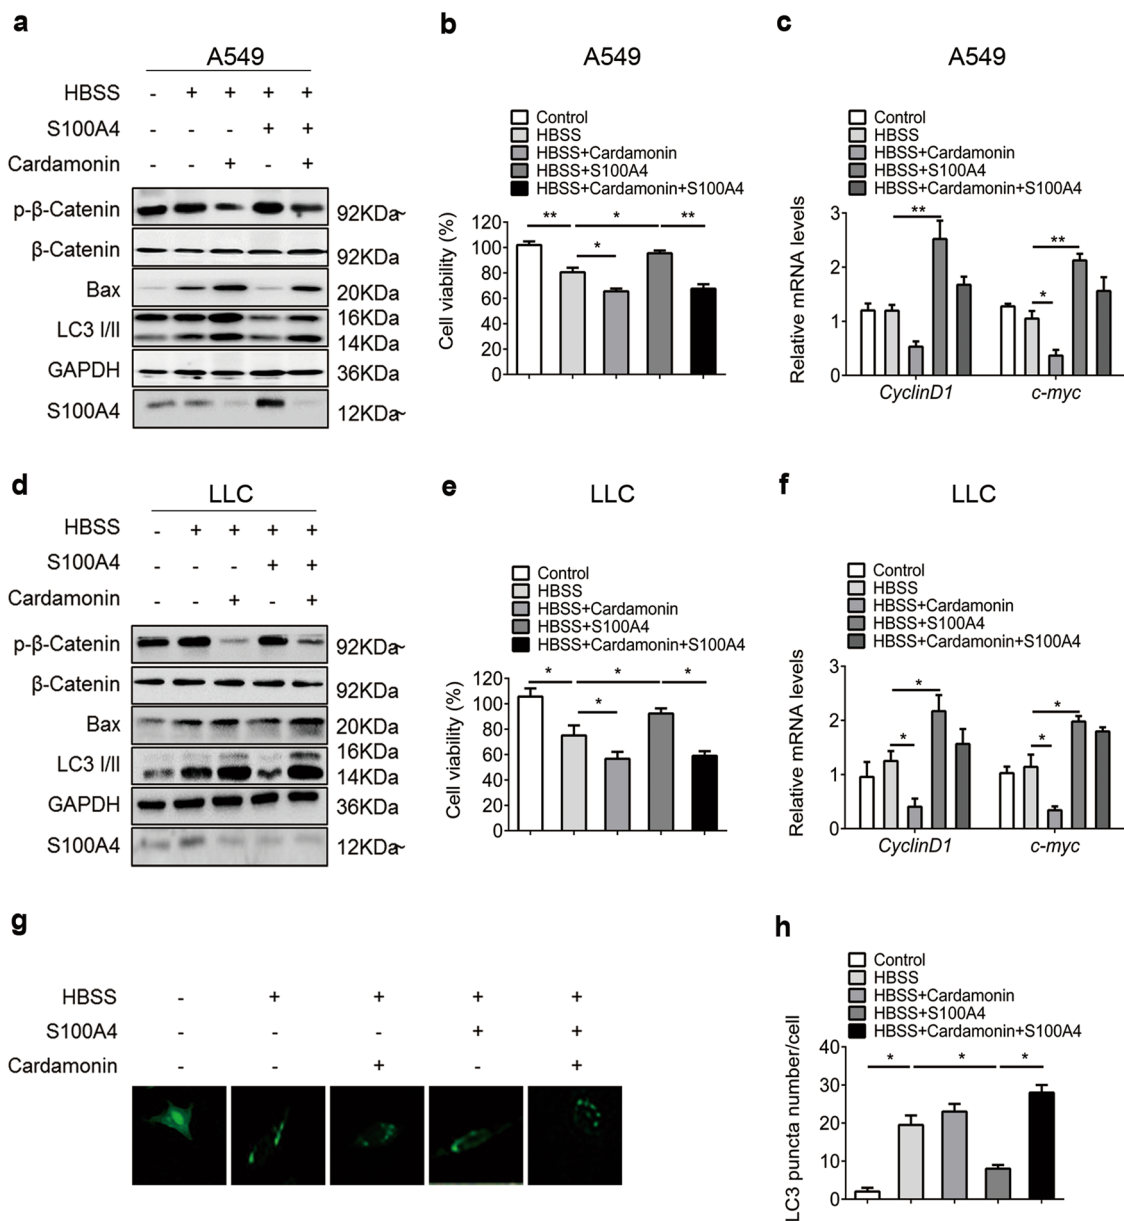 a
A549
HBSS - + + + +
S100A4 - - - + +
Cardamonin - - + - +
p-β-Catenin 92KDa~
β-Catenin 92KDa
Bax 20KDa
LC3 I/II 16KDa
14KDa
GAPDH 36KDa
S100A4 12KDa~
b
A549
Control
HBSS
HBSS+Cardamonin
HBSS+S100A4
HBSS+Cardamonin+S100A4
Cell viability (%)
120
100
80
60
40
20
0
** * **
*
c
A549
Control
HBSS
HBSS+Cardamonin
HBSS+S100A4
HBSS+Cardamonin+S100A4
Relative mRNA levels
3
2
1
0
**
**
*
CyclinD1 c-myc
d
LLC
HBSS - + + + +
S100A4 - - - + +
Cardamonin - - + - +
p-β-Catenin 92KDa~
β-Catenin 92KDa
Bax 20KDa
LC3 I/II 16KDa
14KDa
GAPDH 36KDa
S100A4 12KDa~
e
LLC
Control
HBSS
HBSS+Cardamonin
HBSS+S100A4
HBSS+Cardamonin+S100A4
Cell viability (%)
120
100
80
60
40
20
0
* * *
*
f
LLC
Control
HBSS
HBSS+Cardamonin
HBSS+S100A4
HBSS+Cardamonin+S100A4
Relative mRNA levels
3
2
1
0
*
*
*
*
CyclinD1 c-myc
g
HBSS - + + + +
S100A4 - - - + +
Cardamonin - - + - +
h
Control
HBSS
HBSS+Cardamonin
HBSS+S100A4
HBSS+Cardamonin+S100A4
LC3 puncta number/cell
40
30
20
10
0
* * *